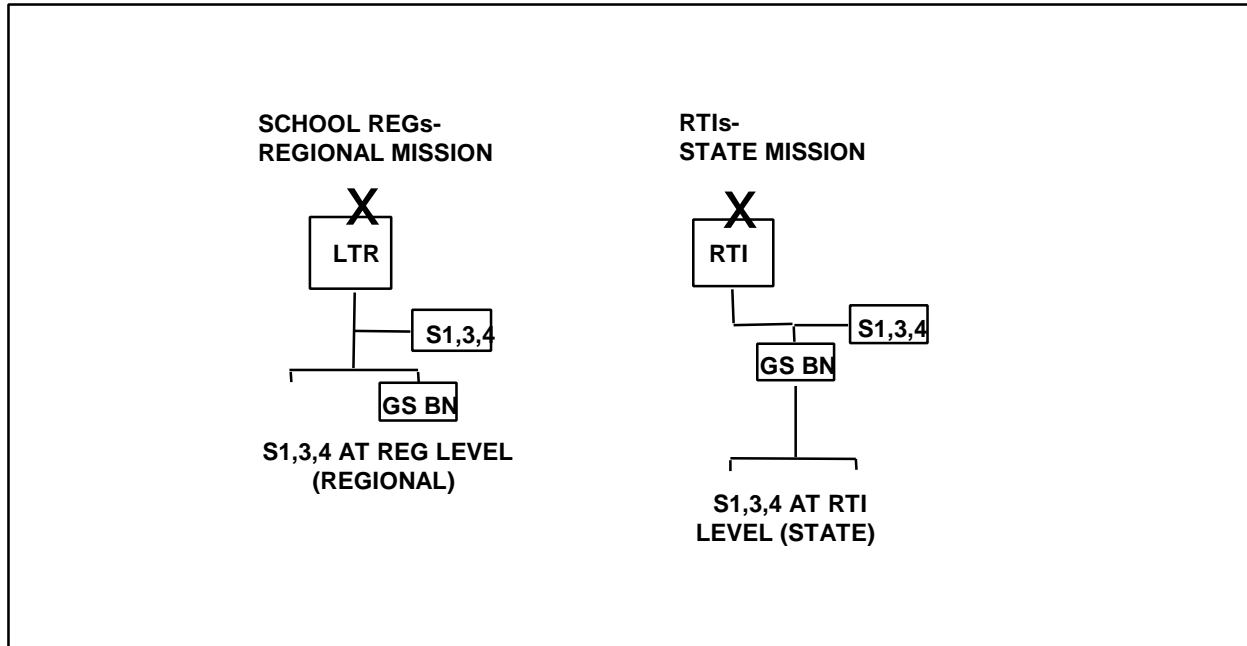 SCHOOL REGs-
REGIONAL MISSION
X
LTR
S1,3,4
GS BN
S1,3,4 AT REG LEVEL
(REGIONAL)
RTIs-
STATE MISSION
X
RTI
S1,3,4
GS BN
S1,3,4 AT RTI
LEVEL (STATE)